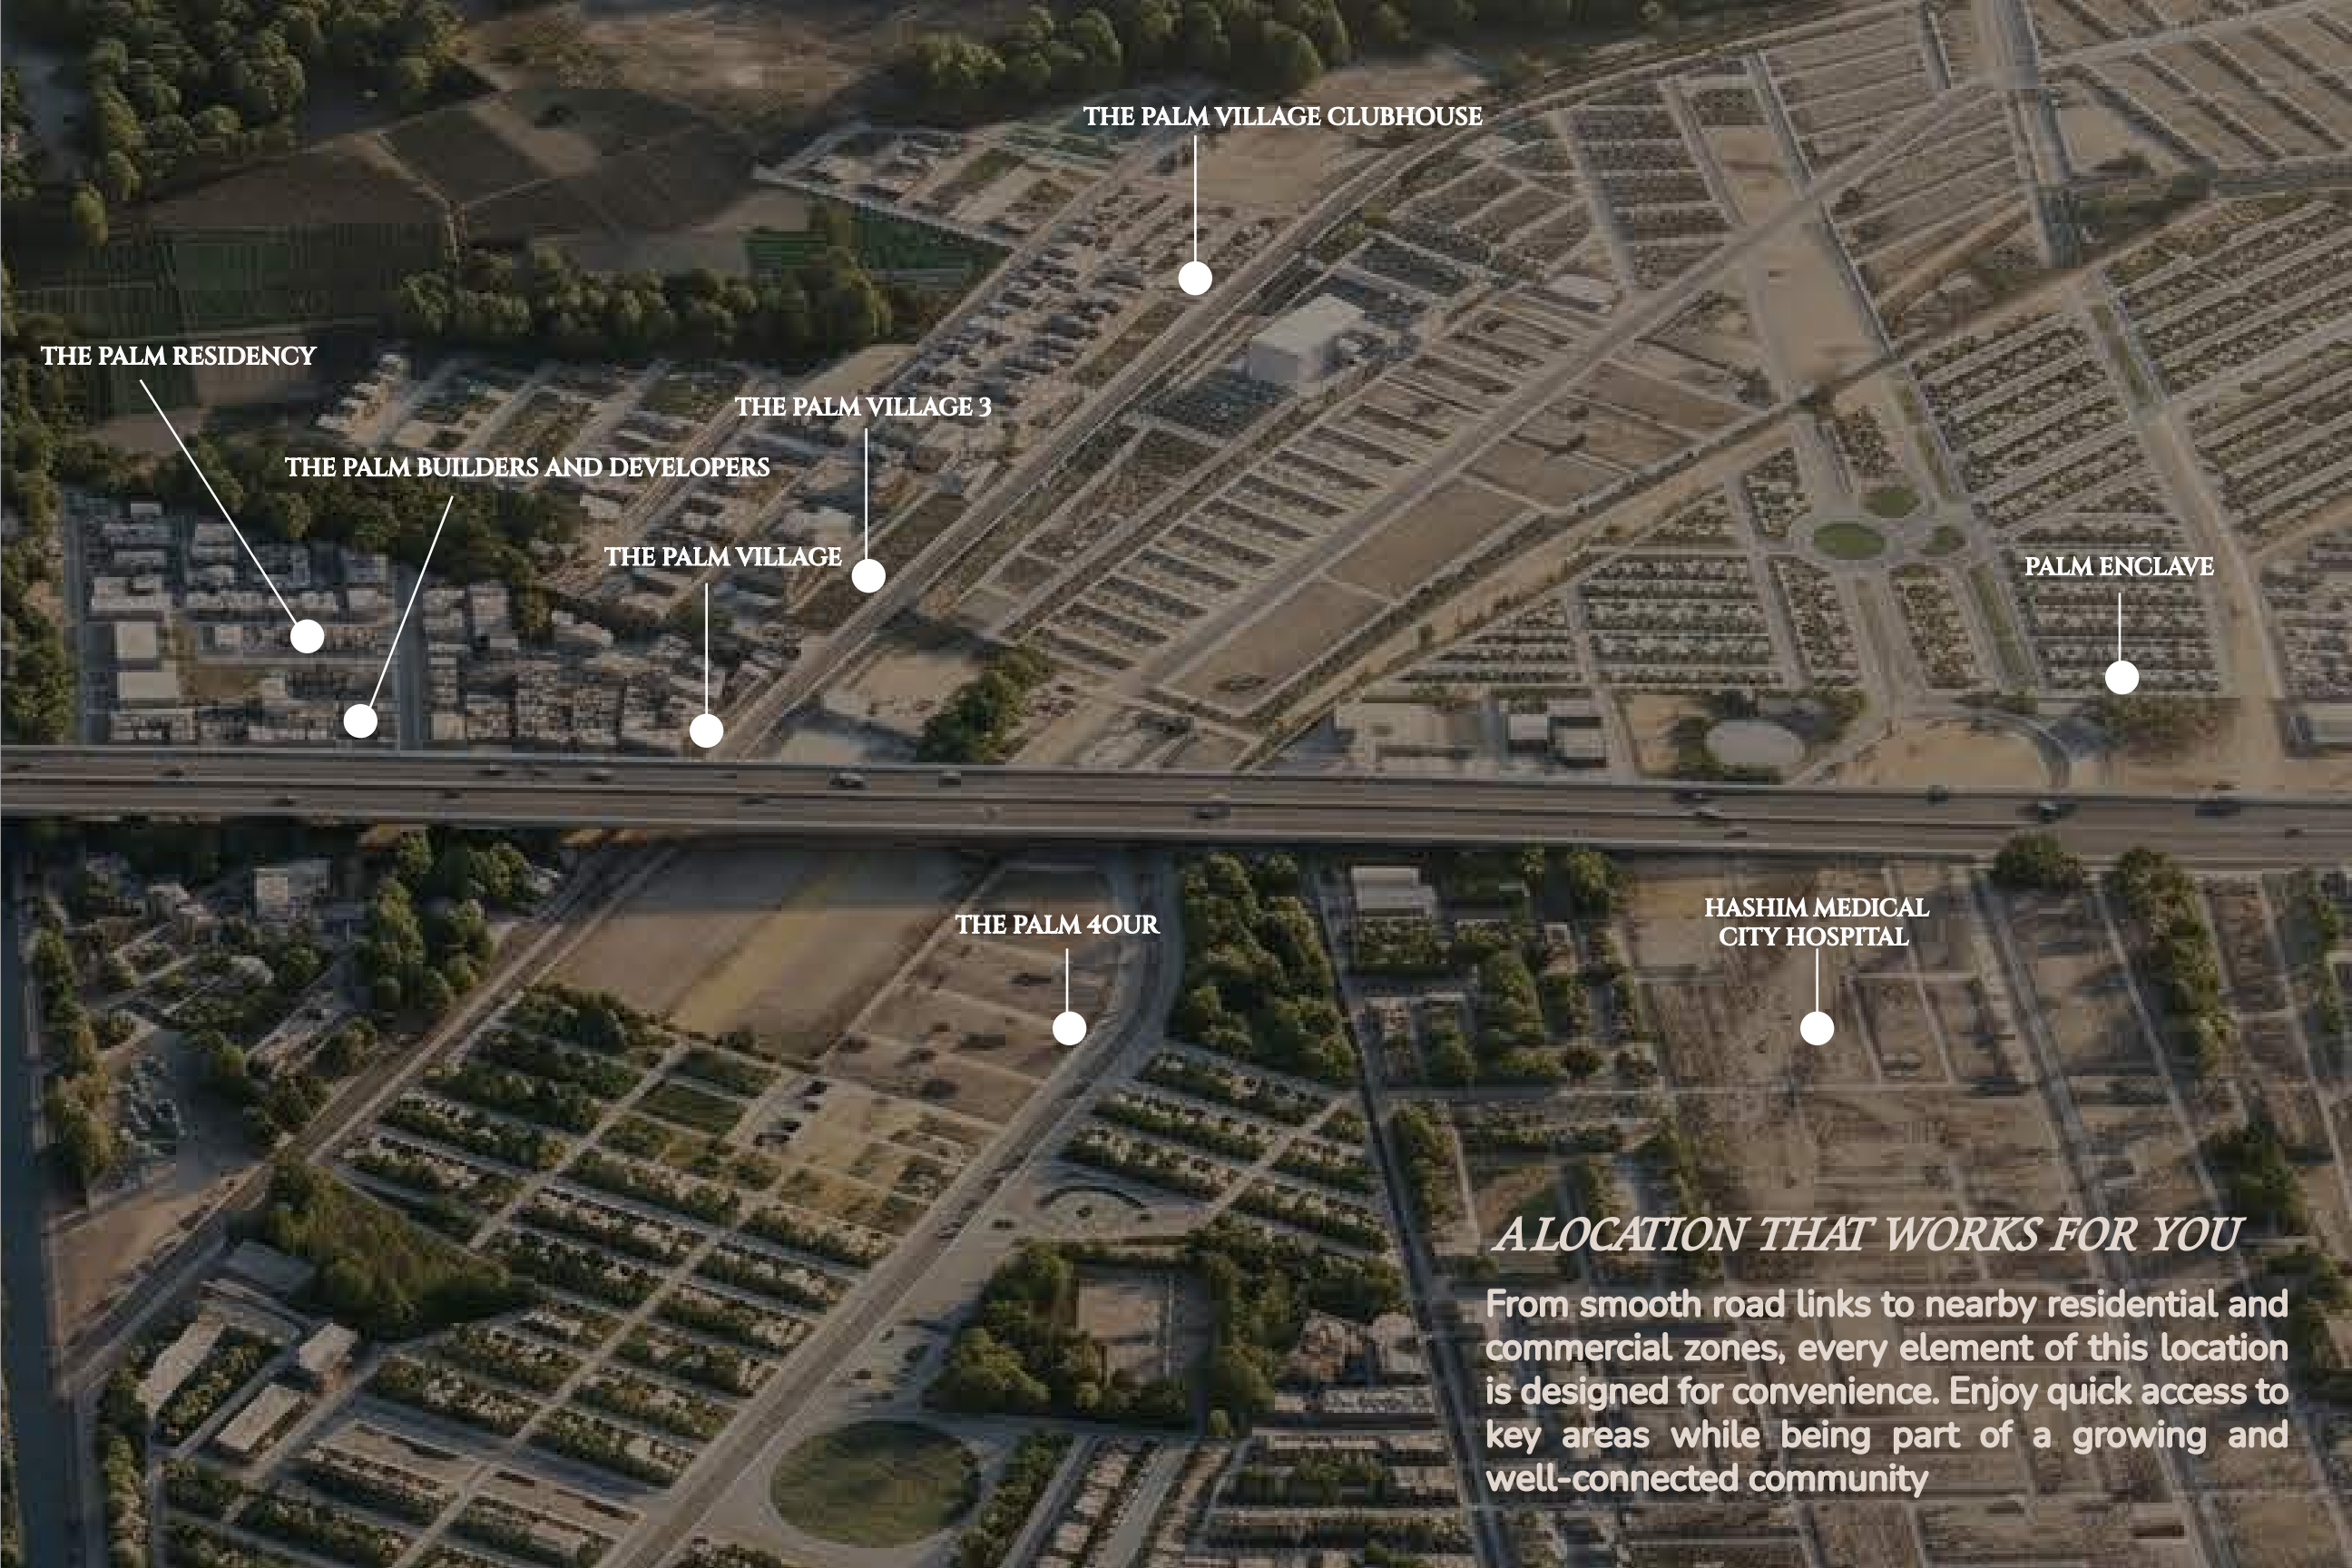 THE PALM VILLAGE CLUBHOUSE
THE PALM RESIDENCY
THE PALM VILLAGE 3
THE PALM BUILDERS AND DEVELOPERS
THE PALM VILLAGE
PALM ENCLAVE
THE PALM 4OUR
HASHIM MEDICAL
CITY HOSPITAL
A LOCATION THAT WORKS FOR YOU
From smooth road links to nearby residential and
commercial zones, every element of this location
is designed for convenience. Enjoy quick access to
key areas while being part of a growing and
well-connected community